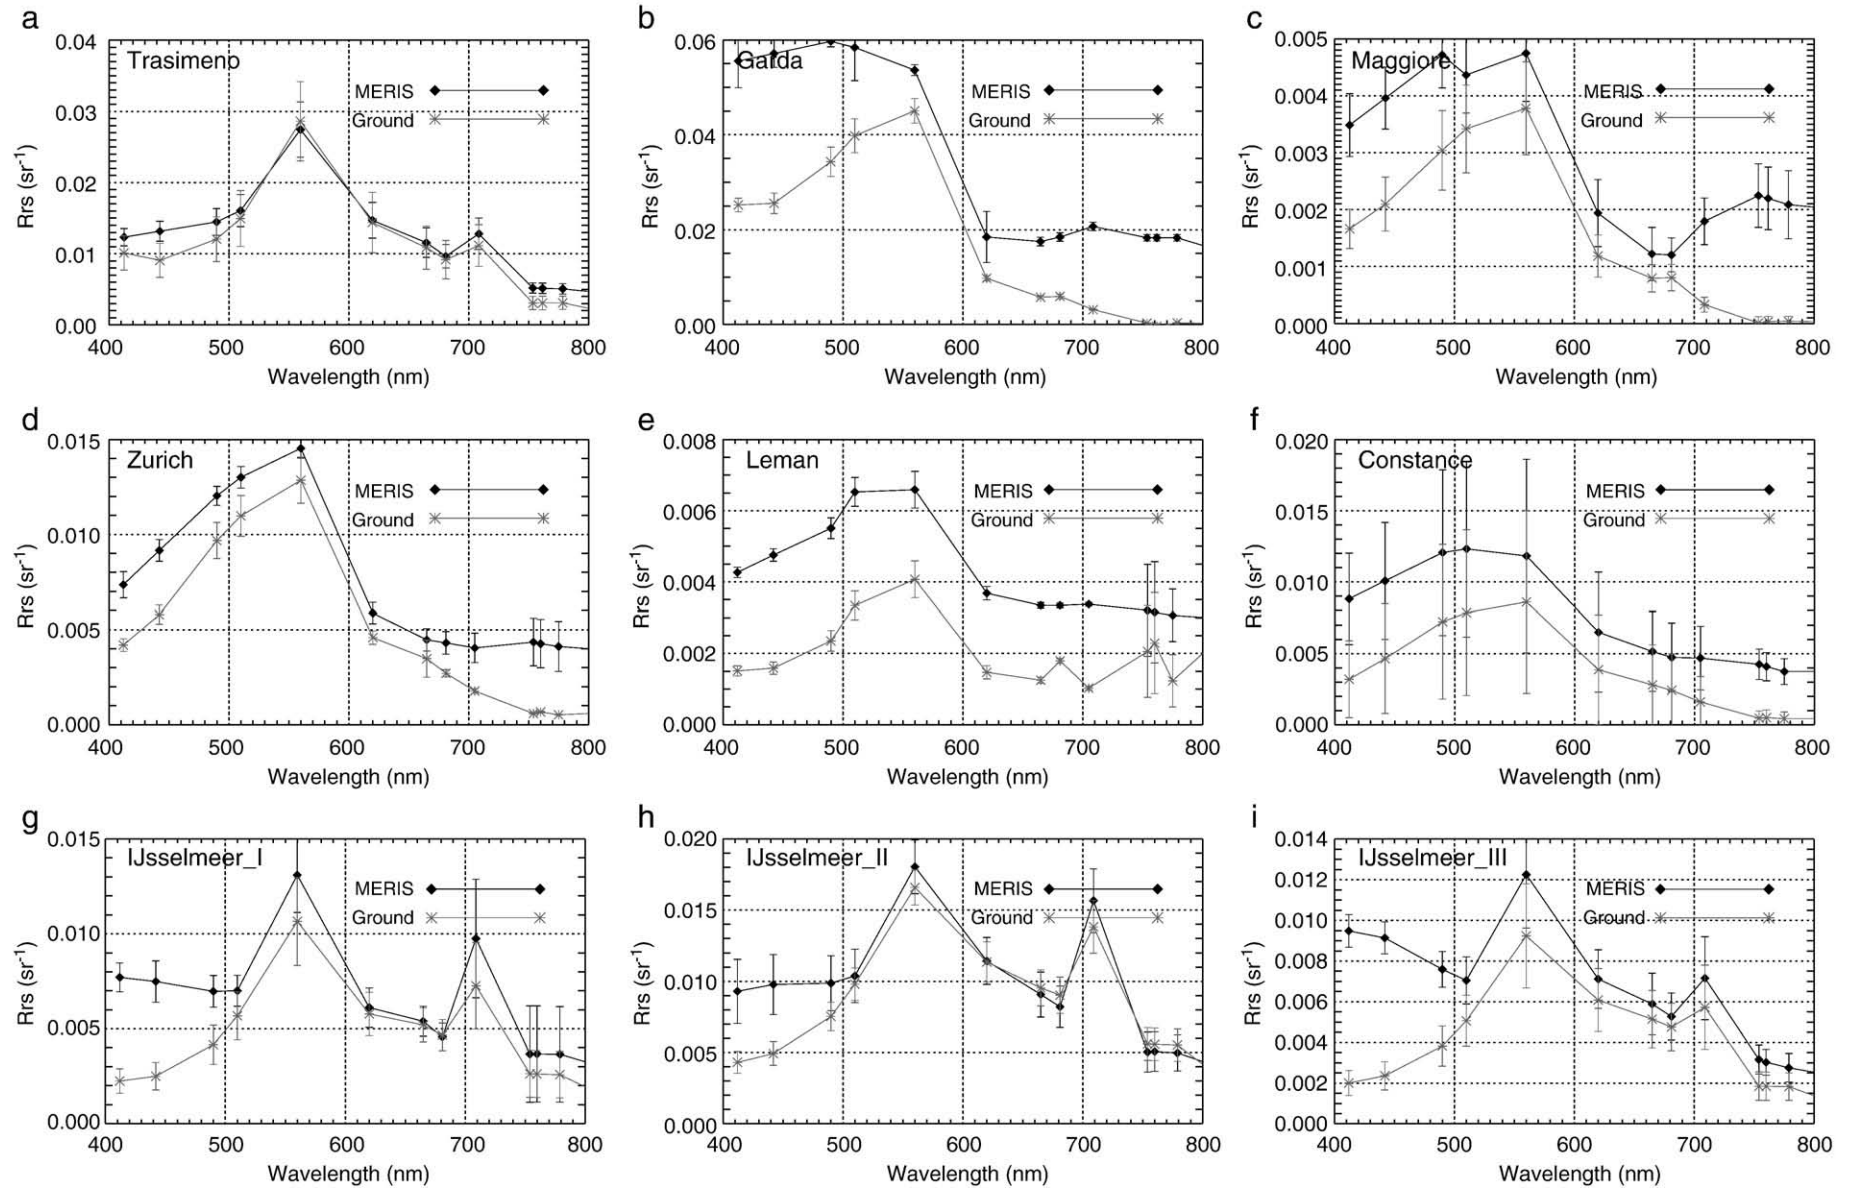 a
0.04
Trasimeno
MERIS
0.03
Ground
Rrs (sr-1)
0.02
0.01
0.00
400 500 600 700 800
Wavelength (nm)
b
0.06
Garda
MERIS
Ground
0.04
Rrs (sr-1)
0.02
0.00
400 500 600 700 800
Wavelength (nm)
c
0.005
Maggiore
MERIS
0.004
Ground
0.003
Rrs (sr-1)
0.002
0.001
0.000
400 500 600 700 800
Wavelength (nm)
d
0.015
Zurich
MERIS
Ground
0.010
Rrs (sr-1)
0.005
0.000
400 500 600 700 800
Wavelength (nm)
e
0.008
Leman
MERIS
0.006
Ground
Rrs (sr-1)
0.004
0.002
0.000
400 500 600 700 800
Wavelength (nm)
f
0.020
Constance
MERIS
0.015
Ground
Rrs (sr-1)
0.010
0.005
0.000
400 500 600 700 800
Wavelength (nm)
g
0.015
IJsselmeer_I
MERIS
Ground
0.010
Rrs (sr-1)
0.005
0.000
400 500 600 700 800
Wavelength (nm)
h
0.020
IJsselmeer_II
MERIS
0.015
Ground
Rrs (sr-1)
0.010
0.005
0.000
400 500 600 700 800
Wavelength (nm)
i
0.014
IJsselmeer_III
0.012
MERIS
0.010
Ground
0.008
Rrs (sr-1)
0.006
0.004
0.002
0.000
400 500 600 700 800
Wavelength (nm)